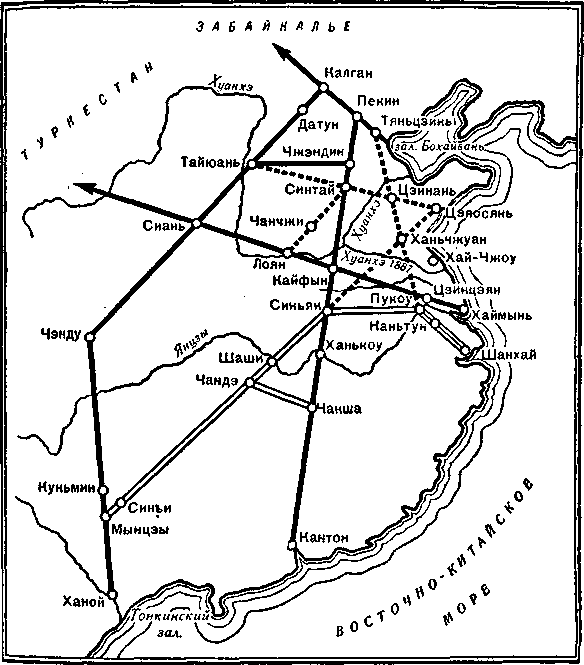 ЗАБАЙКАЛЬЕ
ТУРКЕСТАН
Хуанхэ
Калган
Пекин
Датун
Тяньцзинь
зал. Бохайвань
Чжэндин
Тайюань
Синтай
Цзинань
Цзяосянь
Чанчжи
Хуанхэ
Сиань
Ханьчжуан
Лоян
Хуанхэ 1887
Хай-Чжоу
Кайфын
Цзинцзян
Синьян
Пукоу
Хаймынь
Каньтун
Чэнду
Янцзы
Ханькоу
Шанхай
Шаши
Чандэ
Чанша
Куньмин
Синьи
Мынцзы
Кантон
Ханой
Тонкинский
зал.
ВОСТОЧНО-КИТАЙСКОЕ
МОРЕ